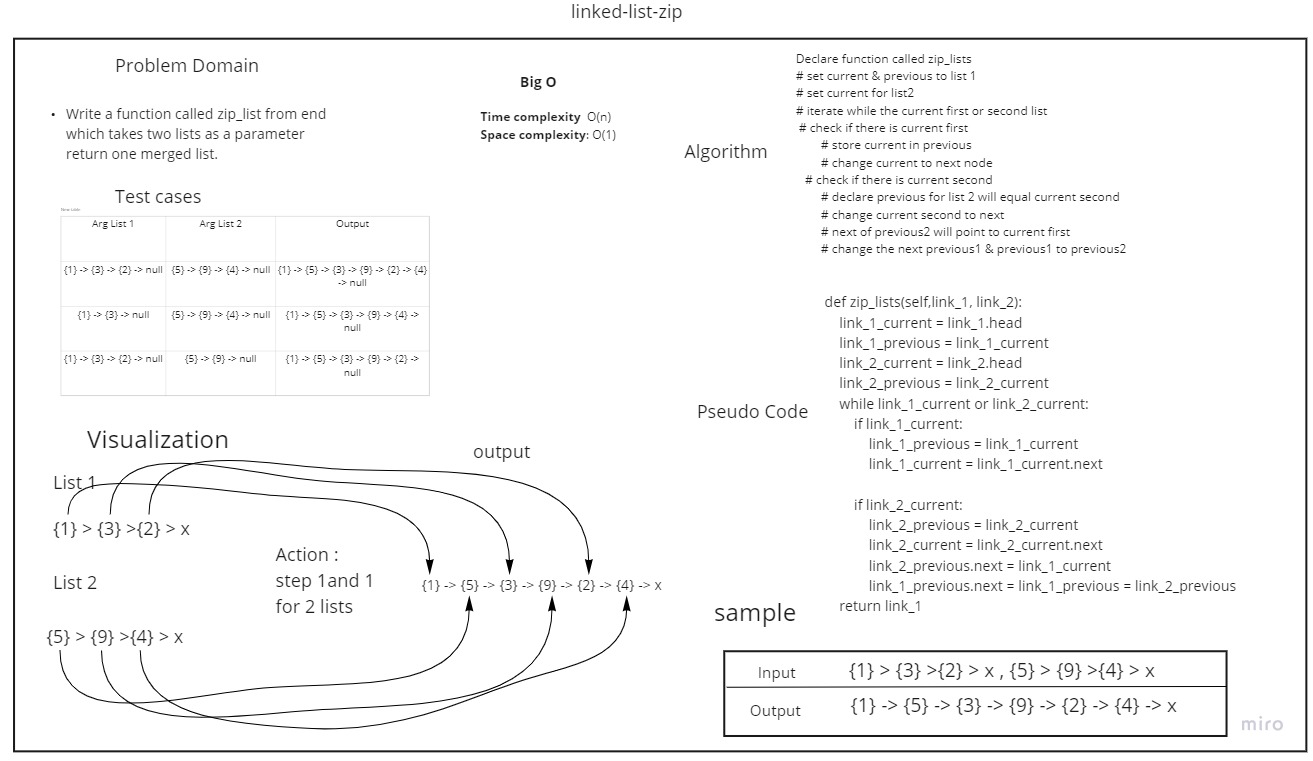 linked-list-zip
Problem Domain
• Write a function called zip_list from end
which takes two lists as a parameter
return one merged list.
Big O
Time complexity O(n)
Space complexity: O(1)
Test cases
Arg List 1 Arg List 2 Output
{1} -> {3} -> {2} -> null {5} -> {9} -> {4} -> null {1} -> {5} -> {3} -> {9} -> {2} -> {4}
-> null
{1} -> {3} -> null {5} -> {9} -> {4} -> null {1} -> {5} -> {3} -> {9} -> {4} ->
null
{1} -> {3} -> {2} -> null {5} -> {9} -> null {1} -> {5} -> {3} -> {9} -> {2} ->
null
Visualization
output
List 1
{1} > {3} >{2} > x
Action :
step 1and 1
for 2 lists
{1} -> {5} -> {3} -> {9} -> {2} -> {4} -> x
List 2
{5} > {9} >{4} > x
Algorithm
Declare function called zip_lists
# set current & previous to list 1
# set current for list2
# iterate while the current first or second list
# check if there is current first
# store current in previous
# change current to next node
# check if there is current second
# declare previous for list 2 will equal current second
# change current second to next
# next of previous2 will point to current first
# change the next previous1 & previous1 to previous2
Pseudo Code
def zip_lists(self,link_1, link_2):
link_1_current = link_1.head
link_1_previous = link_1_current
link_2_current = link_2.head
link_2_previous = link_2_current
while link_1_current or link_2_current:
if link_1_current:
link_1_previous = link_1_current
link_1_current = link_1_current.next
if link_2_current:
link_2_previous = link_2_current
link_2_current = link_2_current.next
link_2_previous.next = link_1_current
link_1_previous.next = link_1_previous = link_2_previous
return link_1
sample
Input {1} > {3} >{2} > x , {5} > {9} >{4} > x
Output {1} -> {5} -> {3} -> {9} -> {2} -> {4} -> x
miro